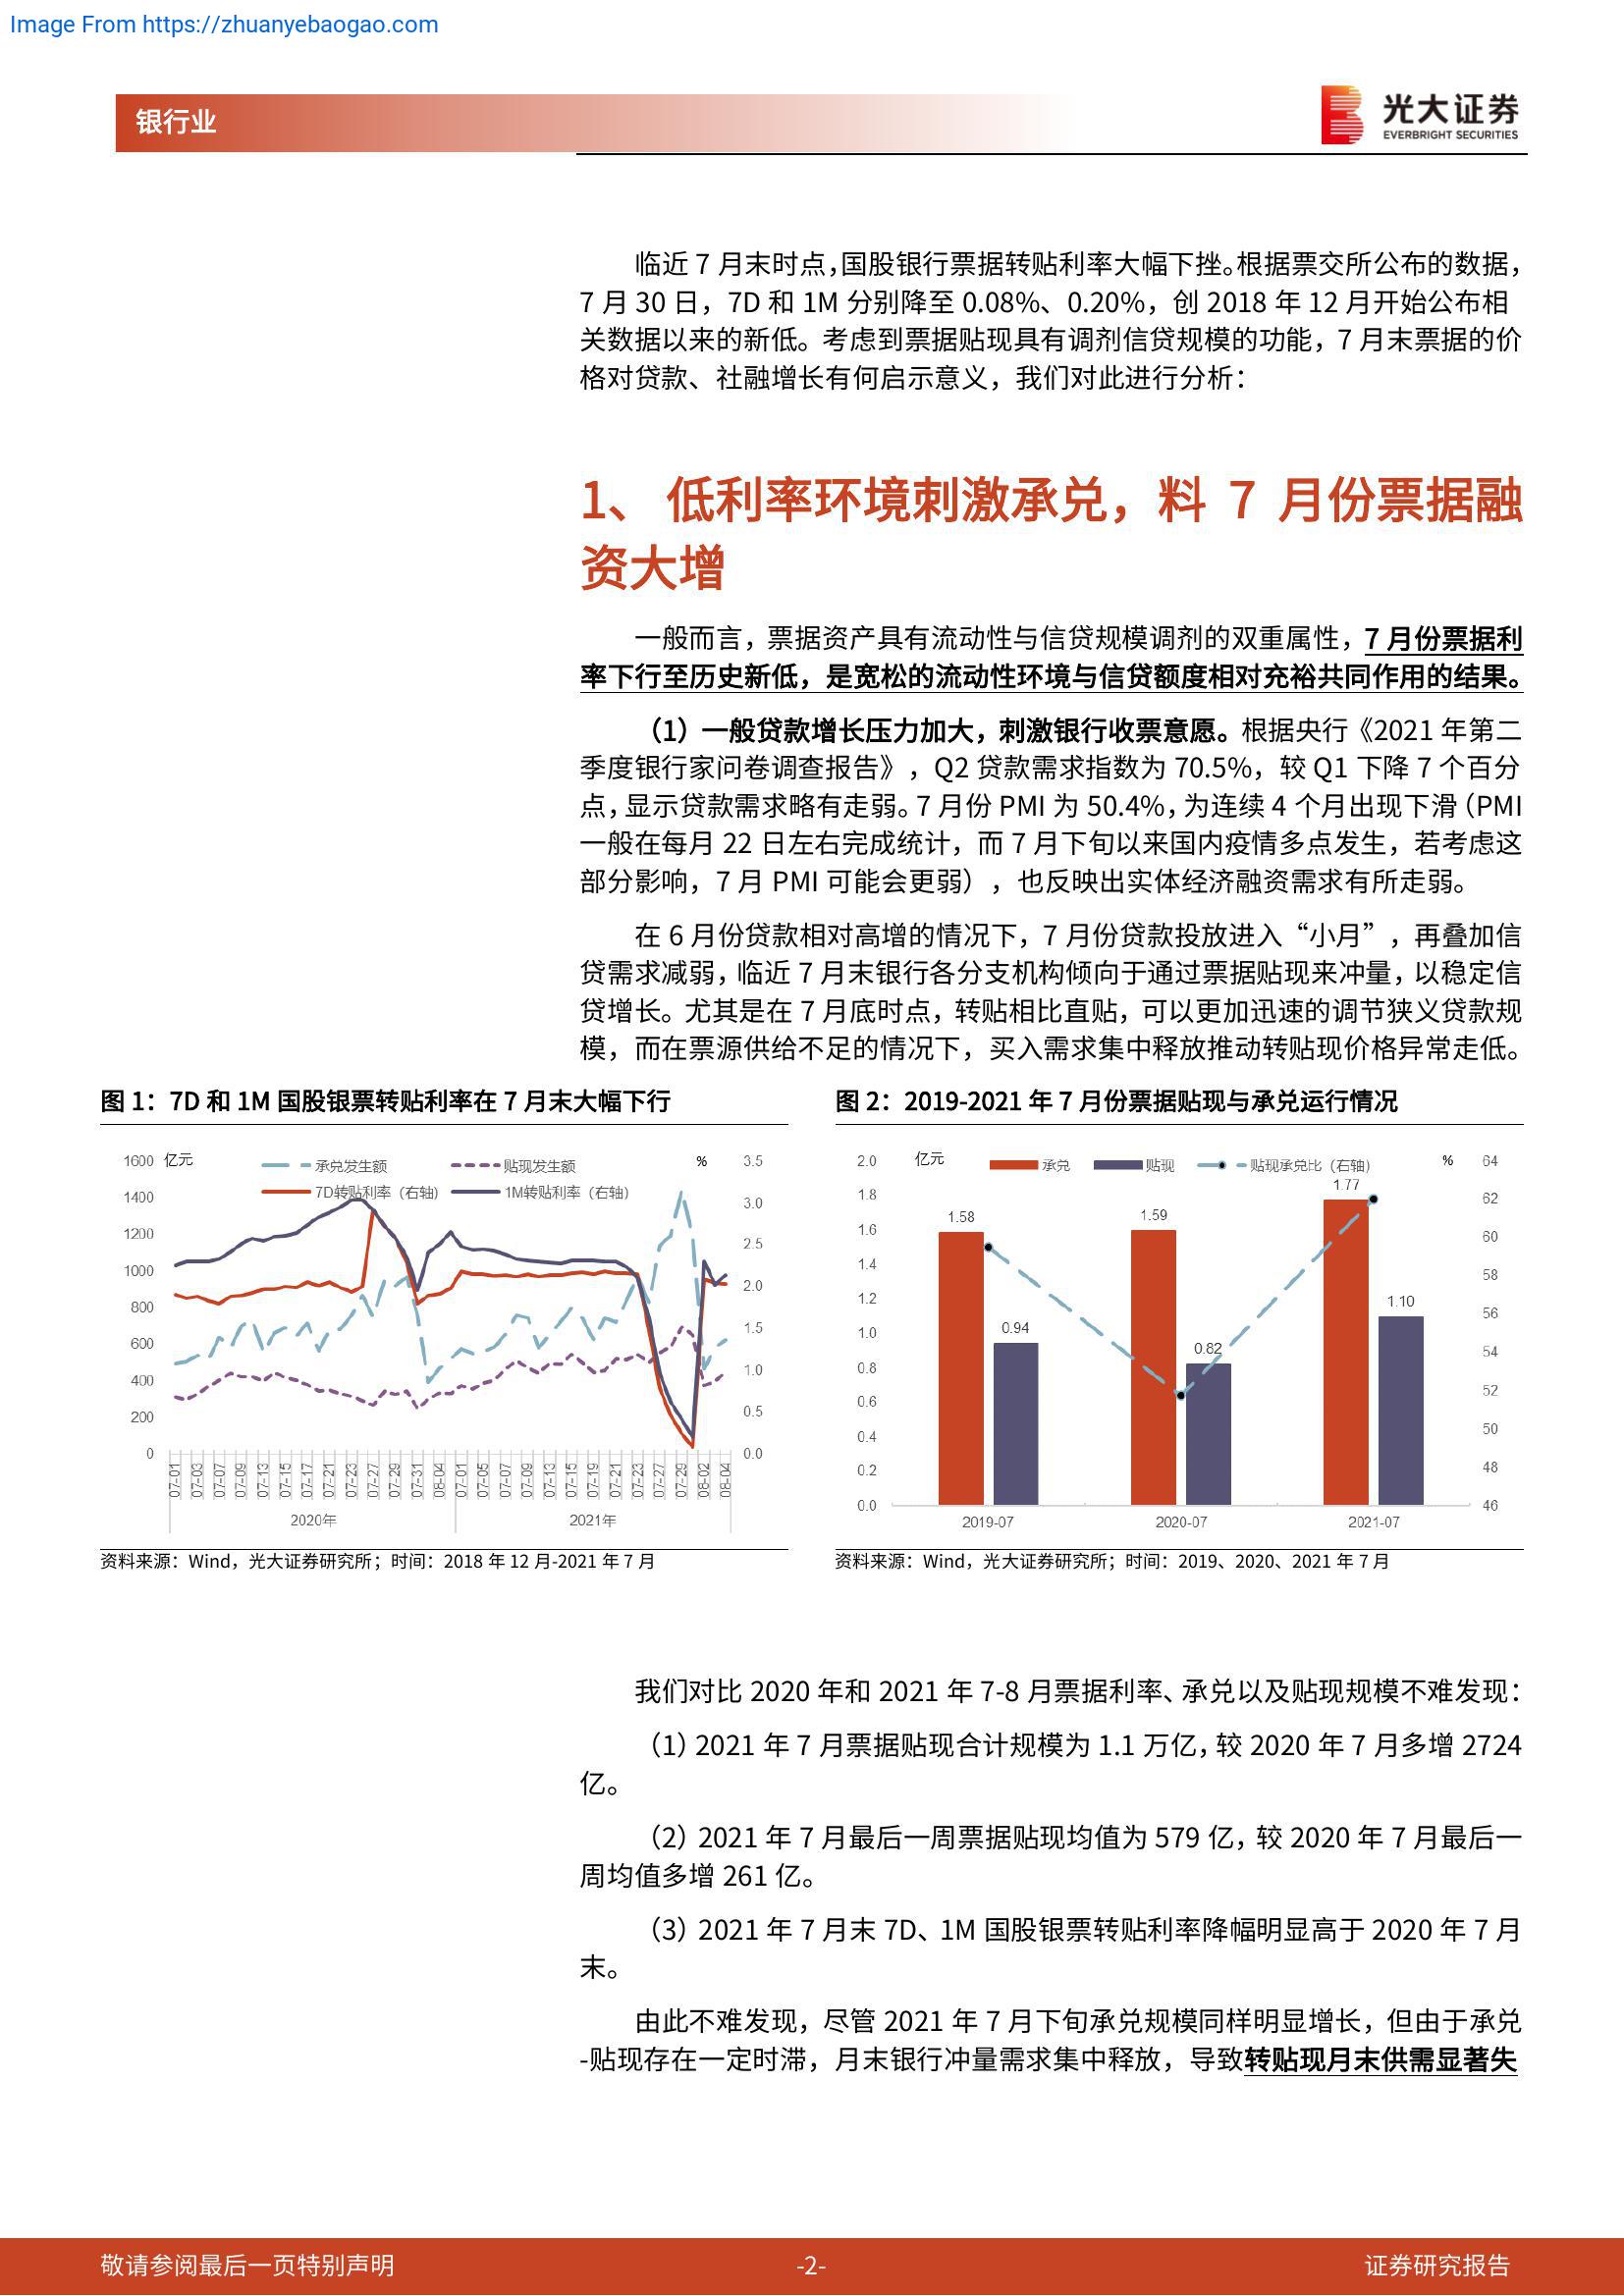 Image From https://zhuanyebaogao.com
银行业
光大证券
EVERBRIGHT SECURITIES
临近 7 月末时点，国股银行票据转贴利率大幅下挫。根据票交所公布的数据，
7 月 30 日，7D 和 1M 分别降至 0.08%、0.20%，创 2018 年 12 月开始公布相
关数据以来的新低。考虑到票据贴现具有调剂信贷规模的功能，7 月末票据的价
格对贷款、社融增长有何启示意义，我们对此进行分析：
1、 低利率环境刺激承兑，料 7 月份票据融
资大增
一般而言，票据资产具有流动性与信贷规模调剂的双重属性，7 月份票据利
率下行至历史新低，是宽松的流动性环境与信贷额度相对充裕共同作用的结果。
（1）一般贷款增长压力加大，刺激银行收票意愿。根据央行《2021 年第二
季度银行家问卷调查报告》，Q2 贷款需求指数为 70.5%，较 Q1 下降 7 个百分
点，显示贷款需求略有走弱。7 月份 PMI 为 50.4%，为连续 4 个月出现下滑（PMI
一般在每月 22 日左右完成统计，而 7 月下旬以来国内疫情多点发生，若考虑这
部分影响，7 月 PMI 可能会更弱），也反映出实体经济融资需求有所走弱。
在 6 月份贷款相对高增的情况下，7 月份贷款投放进入“小月”，再叠加信
贷需求减弱，临近 7 月末银行各分支机构倾向于通过票据贴现来冲量，以稳定信
贷增长。尤其是在 7 月底时点，转贴相比直贴，可以更加迅速的调节狭义贷款规
模，而在票源供给不足的情况下，买入需求集中释放推动转贴现价格异常走低。
图 1：7D 和 1M 国股银票转贴利率在 7 月末大幅下行
1600 亿元 承兑发生额 贴现发生额 % 3.5
7D转贴利率（右轴） 1M转贴利率（右轴）
1400 3.0
1200 2.5
1000 2.0
800
600 1.5
400 1.0
200 0.5
0 0.0
07-01 07-03 07-07 07-09 07-13 07-15 07-17 07-21 07-23 07-27 07-29 07-31 08-04 07-01 07-05 07-07 07-09 07-13 07-15 07-19 07-21 07-23 07-27 07-29 08-02 08-04
2020年 2021年
资料来源：Wind，光大证券研究所；时间：2018 年 12 月-2021 年 7 月
图 2：2019-2021 年 7 月份票据贴现与承兑运行情况
2.0 亿元 承兑 贴现 贴现承兑比（右轴） % 64
1.8 1.77 62
1.6 1.58 1.59 60
1.4 58
1.2 1.10 56
1.0 0.94 54
0.8 0.82 52
0.6 50
0.4 48
0.2 46
0.0
2019-07 2020-07 2021-07
资料来源：Wind，光大证券研究所；时间：2019、2020、2021 年 7 月
我们对比 2020 年和 2021 年 7-8 月票据利率、承兑以及贴现规模不难发现：
（1）2021 年 7 月票据贴现合计规模为 1.1 万亿，较 2020 年 7 月多增 2724
亿。
（2）2021 年 7 月最后一周票据贴现均值为 579 亿，较 2020 年 7 月最后一
周均值多增 261 亿。
（3）2021 年 7 月末 7D、1M 国股银票转贴利率降幅明显高于 2020 年 7 月
末。
由此不难发现，尽管 2021 年 7 月下旬承兑规模同样明显增长，但由于承兑
-贴现存在一定时滞，月末银行冲量需求集中释放，导致转贴现月末供需显著失
敬请参阅最后一页特别声明
-2-
证券研究报告